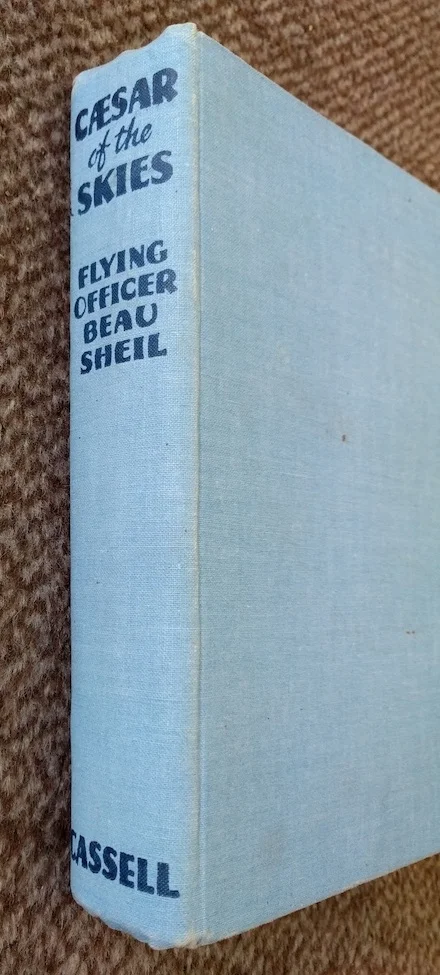 CÆSAR
of the
SKIES
FLYING
OFFICER
BEAU
SHEIL
CASSELL